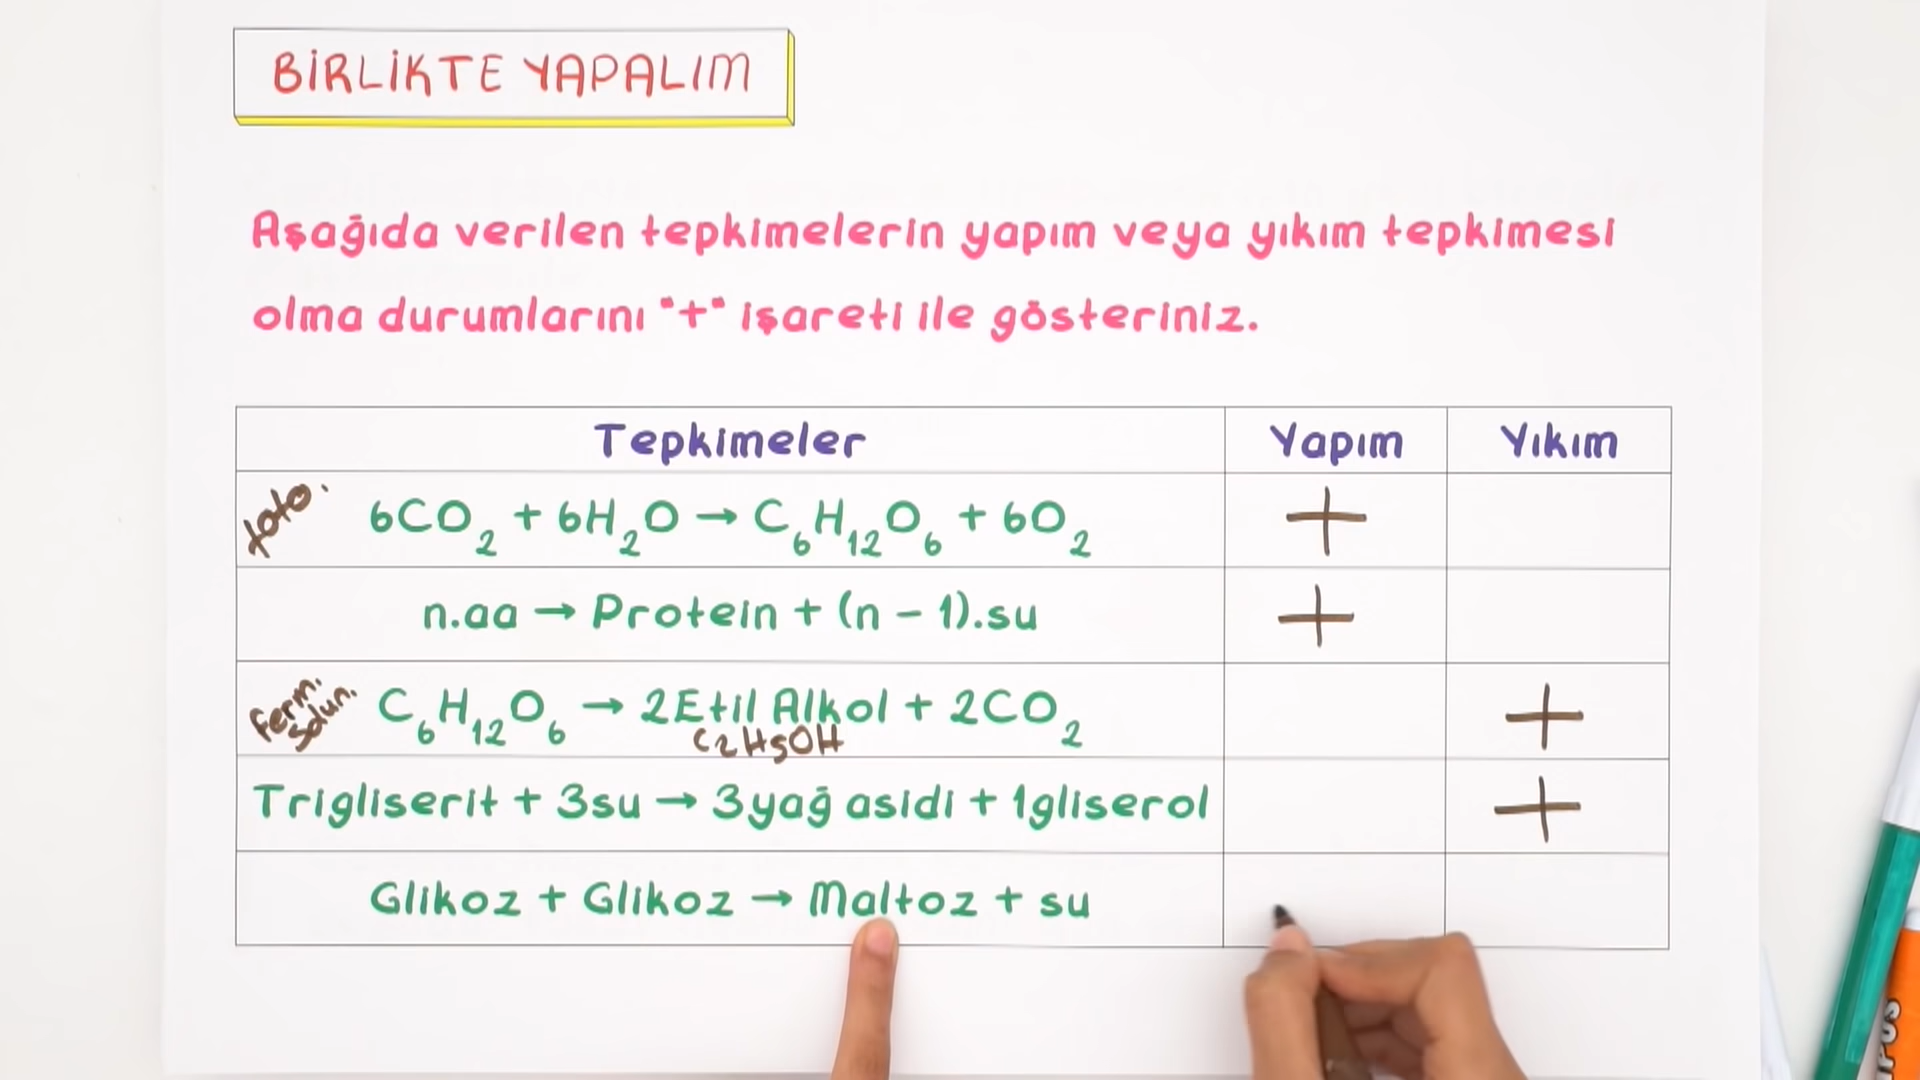 BİRLİKTE YAPALIM
Aşağıda verilen tepkimelerin yapım veya yıkım tepkimesi
olma durumlarını "+" işareti ile gösteriniz.
Tepkimeler Yapım Yıkım
foto. 6CO₂ + 6H₂O → C₆H₁₂O₆ + 6O₂ +
n.aa → Protein + (n - 1).su +
Ferm. Solun. C₆H₁₂O₆ → 2Etil Alkol + 2CO₂ +
C2H5OH
Trigliserit + 3su → 3yağ asidi + 1gliserol +
Glikoz + Glikoz → Maltoz + su